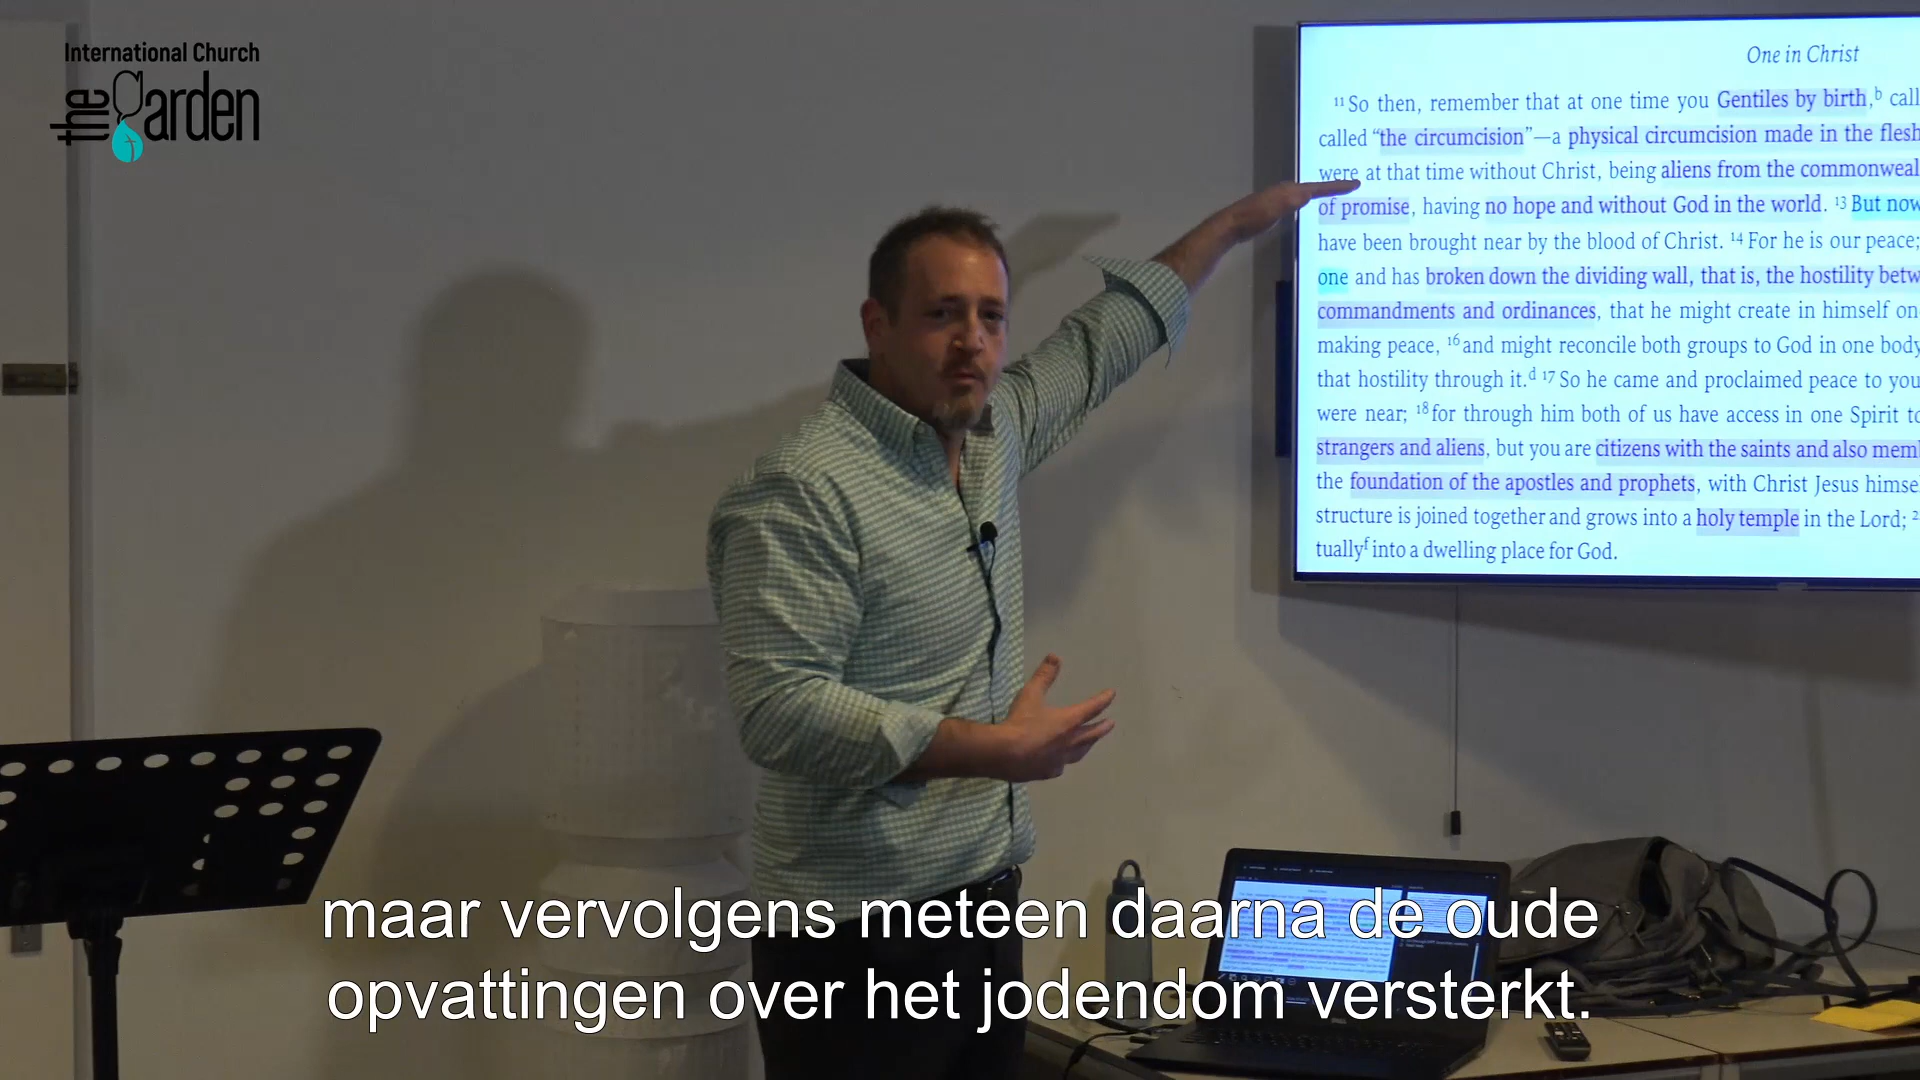 International Church
the Garden
One in Christ
¹¹ So then, remember that at one time you Gentiles by birth,ᵇ call
called “the circumcision”—a physical circumcision made in the flesh
were at that time without Christ, being aliens from the commonweal
of promise, having no hope and without God in the world. ¹³ But now
have been brought near by the blood of Christ. ¹⁴ For he is our peace;
one and has broken down the dividing wall, that is, the hostility betw
commandments and ordinances, that he might create in himself on
making peace, ¹⁶ and might reconcile both groups to God in one body
that hostility through it.ᵈ ¹⁷ So he came and proclaimed peace to you
were near; ¹⁸ for through him both of us have access in one Spirit to
strangers and aliens, but you are citizens with the saints and also mem
the foundation of the apostles and prophets, with Christ Jesus himse
structure is joined together and grows into a holy temple in the Lord; ²
tuallyᶠ into a dwelling place for God.
maar vervolgens meteen daarna de oude
opvattingen over het jodendom versterkt.